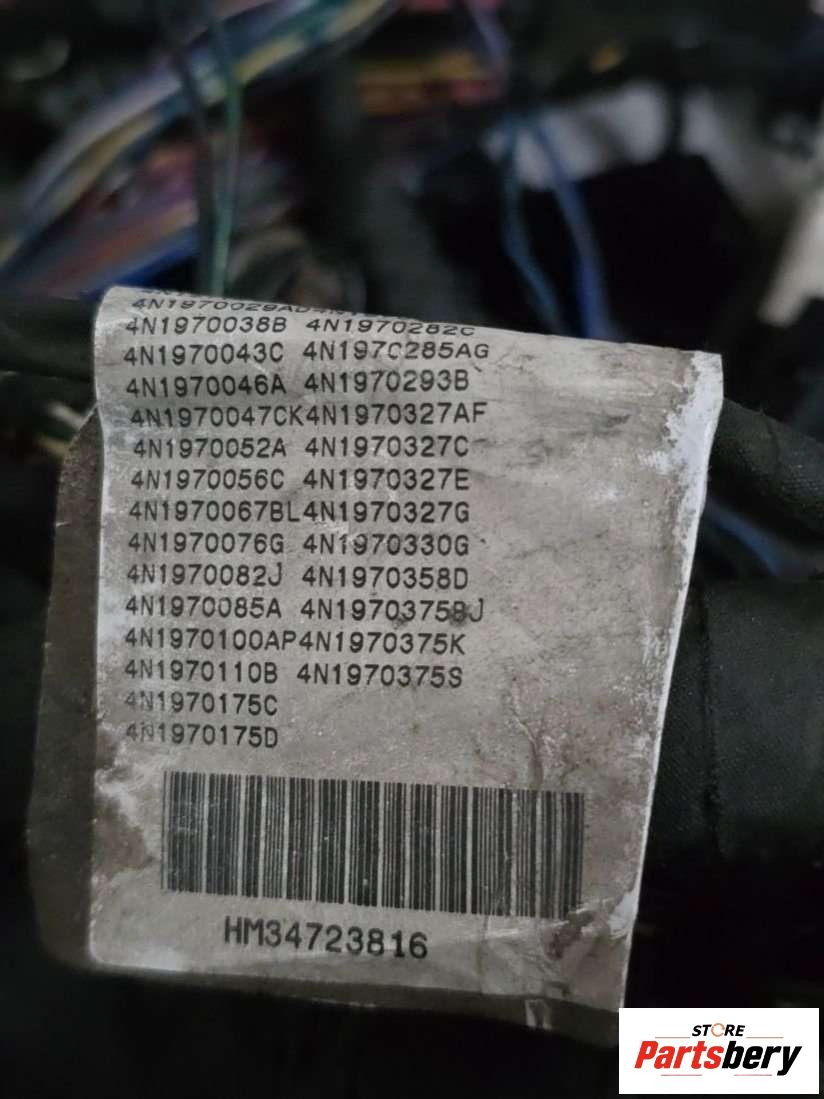 4N1970029AD
4N1970038B 4N1970282C
4N1970043C 4N1970285AG
4N1970046A 4N1970293B
4N1970047CK4N1970327AF
4N1970052A 4N1970327C
4N1970056C 4N1970327E
4N1970067BL4N1970327G
4N1970076G 4N1970330G
4N1970082J 4N1970358D
4N1970085A 4N1970375BJ
4N1970100AP4N1970375K
4N1970110B 4N1970375S
4N1970175C
4N1970175D
HM34723816
STORE
Partsbery